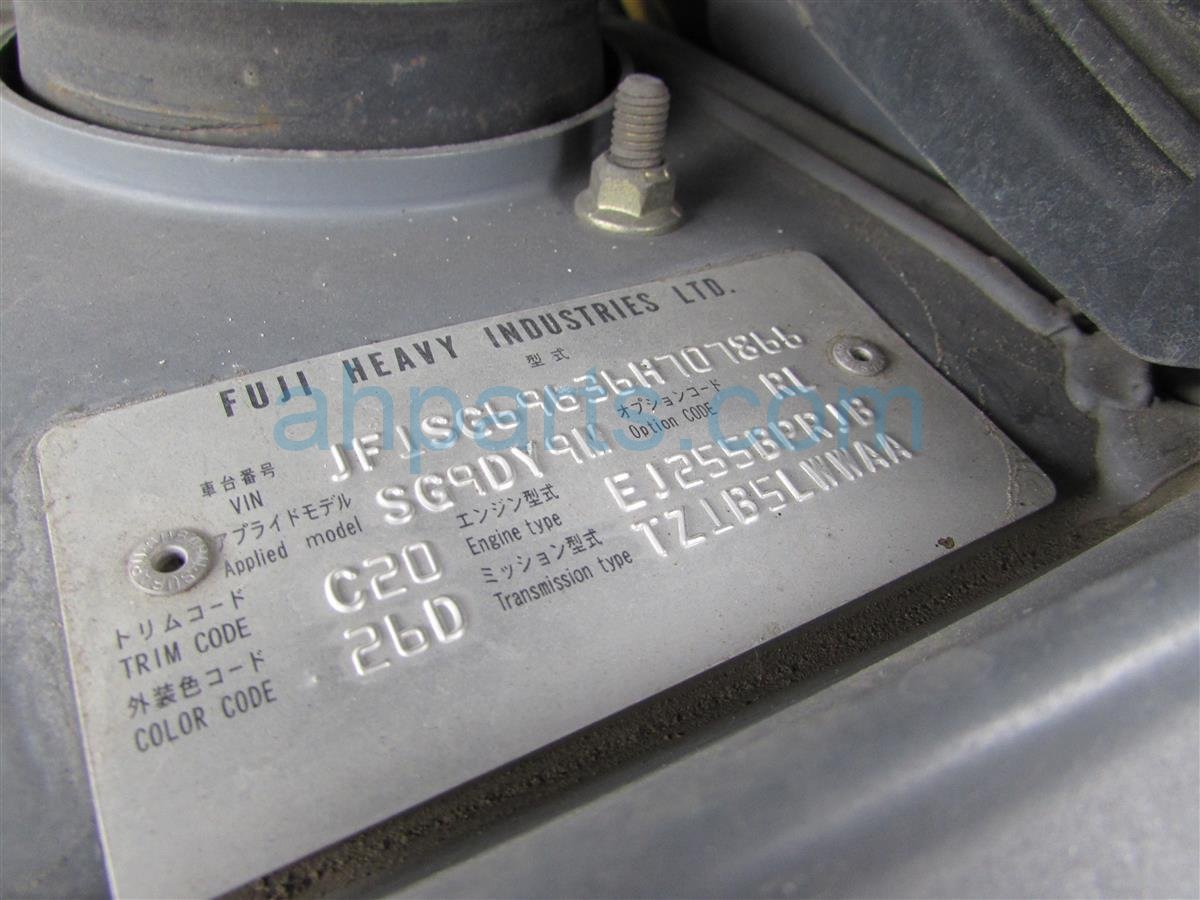 FUJI HEAVY INDUSTRIES LTD.
型式
車台番号 VIN JF1SG69636H707866
アプライドモデル Applied model オプションコード Option CODE RL
エンジン型式 Engine type EJ255BPRJB
トリムコード TRIM CODE C20
ミッション型式 Transmission type TZ1B5LWWAA
外装色コード COLOR CODE 26D
ahparts.com